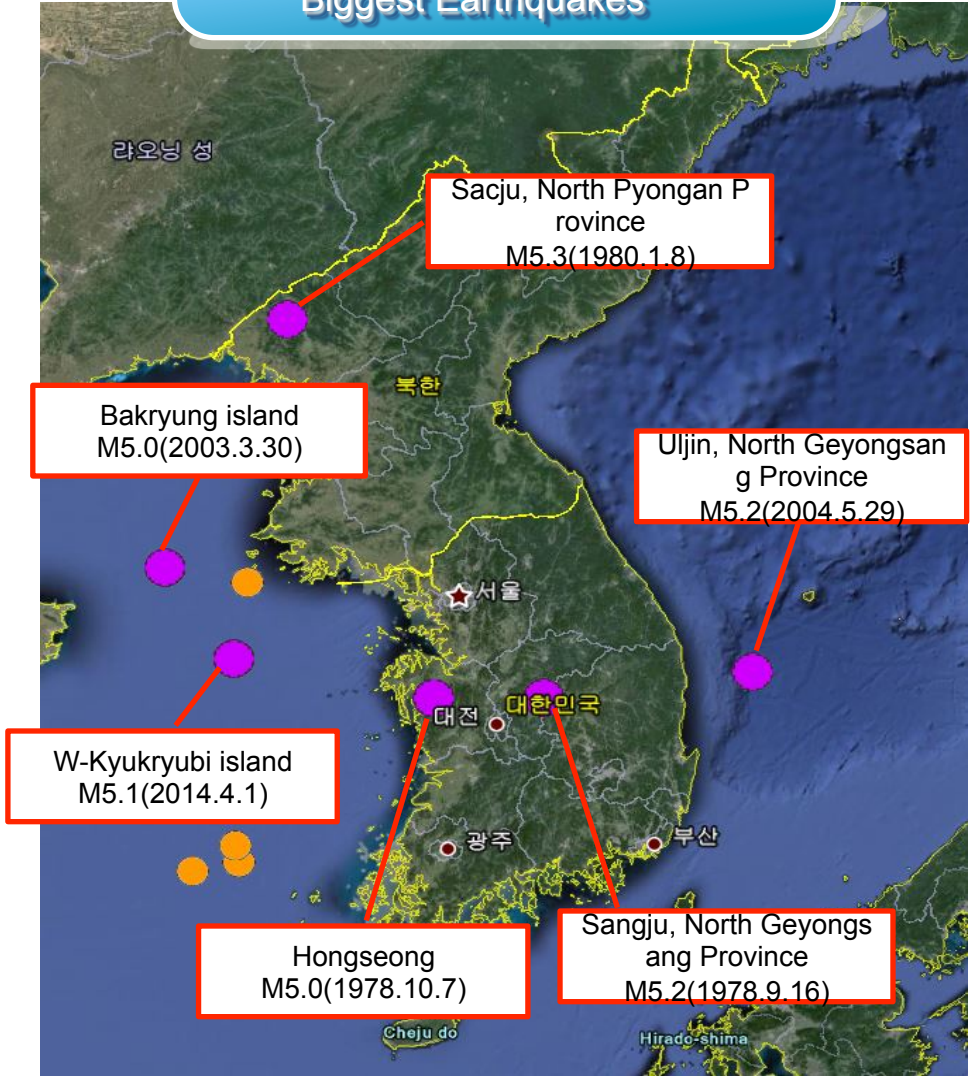 Biggest Earthquakes
랴오닝 성
Sacju, North Pyongan P
rovince
M5.3(1980.1.8)
북한
Bakryung island
M5.0(2003.3.30)
Uljin, North Geyongsan
g Province
M5.2(2004.5.29)
서울
대전
대한민국
W-Kyukryubi island
M5.1(2014.4.1)
광주
부산
Hongseong
M5.0(1978.10.7)
Sangju, North Geyongs
ang Province
M5.2(1978.9.16)
Cheju do
Hirado-shima